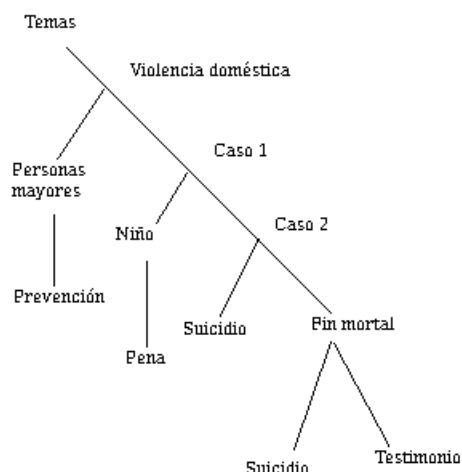 Temas
Violencia doméstica
Caso 1
Personas
mayores
Caso 2
Niño
Prevención
Suicidio
Fin mortal
Pena
Testimonio
Suicidio